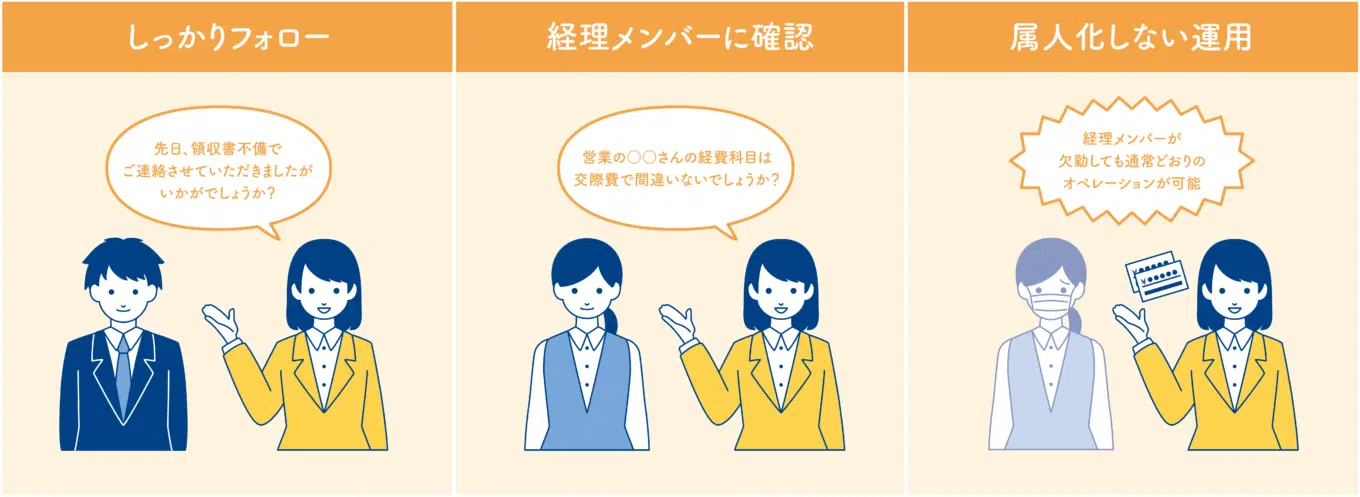 しっかりフォロー
先日、領収書不備で
ご連絡させていただきましたが
いかがでしょうか?
経理メンバーに確認
営業の○○さんの経費科目は
交際費で間違いないでしょうか?
属人化しない運用
経理メンバーが
欠勤しても通常どおりの
オペレーションが可能
¥●●●●●
¥●●●●●